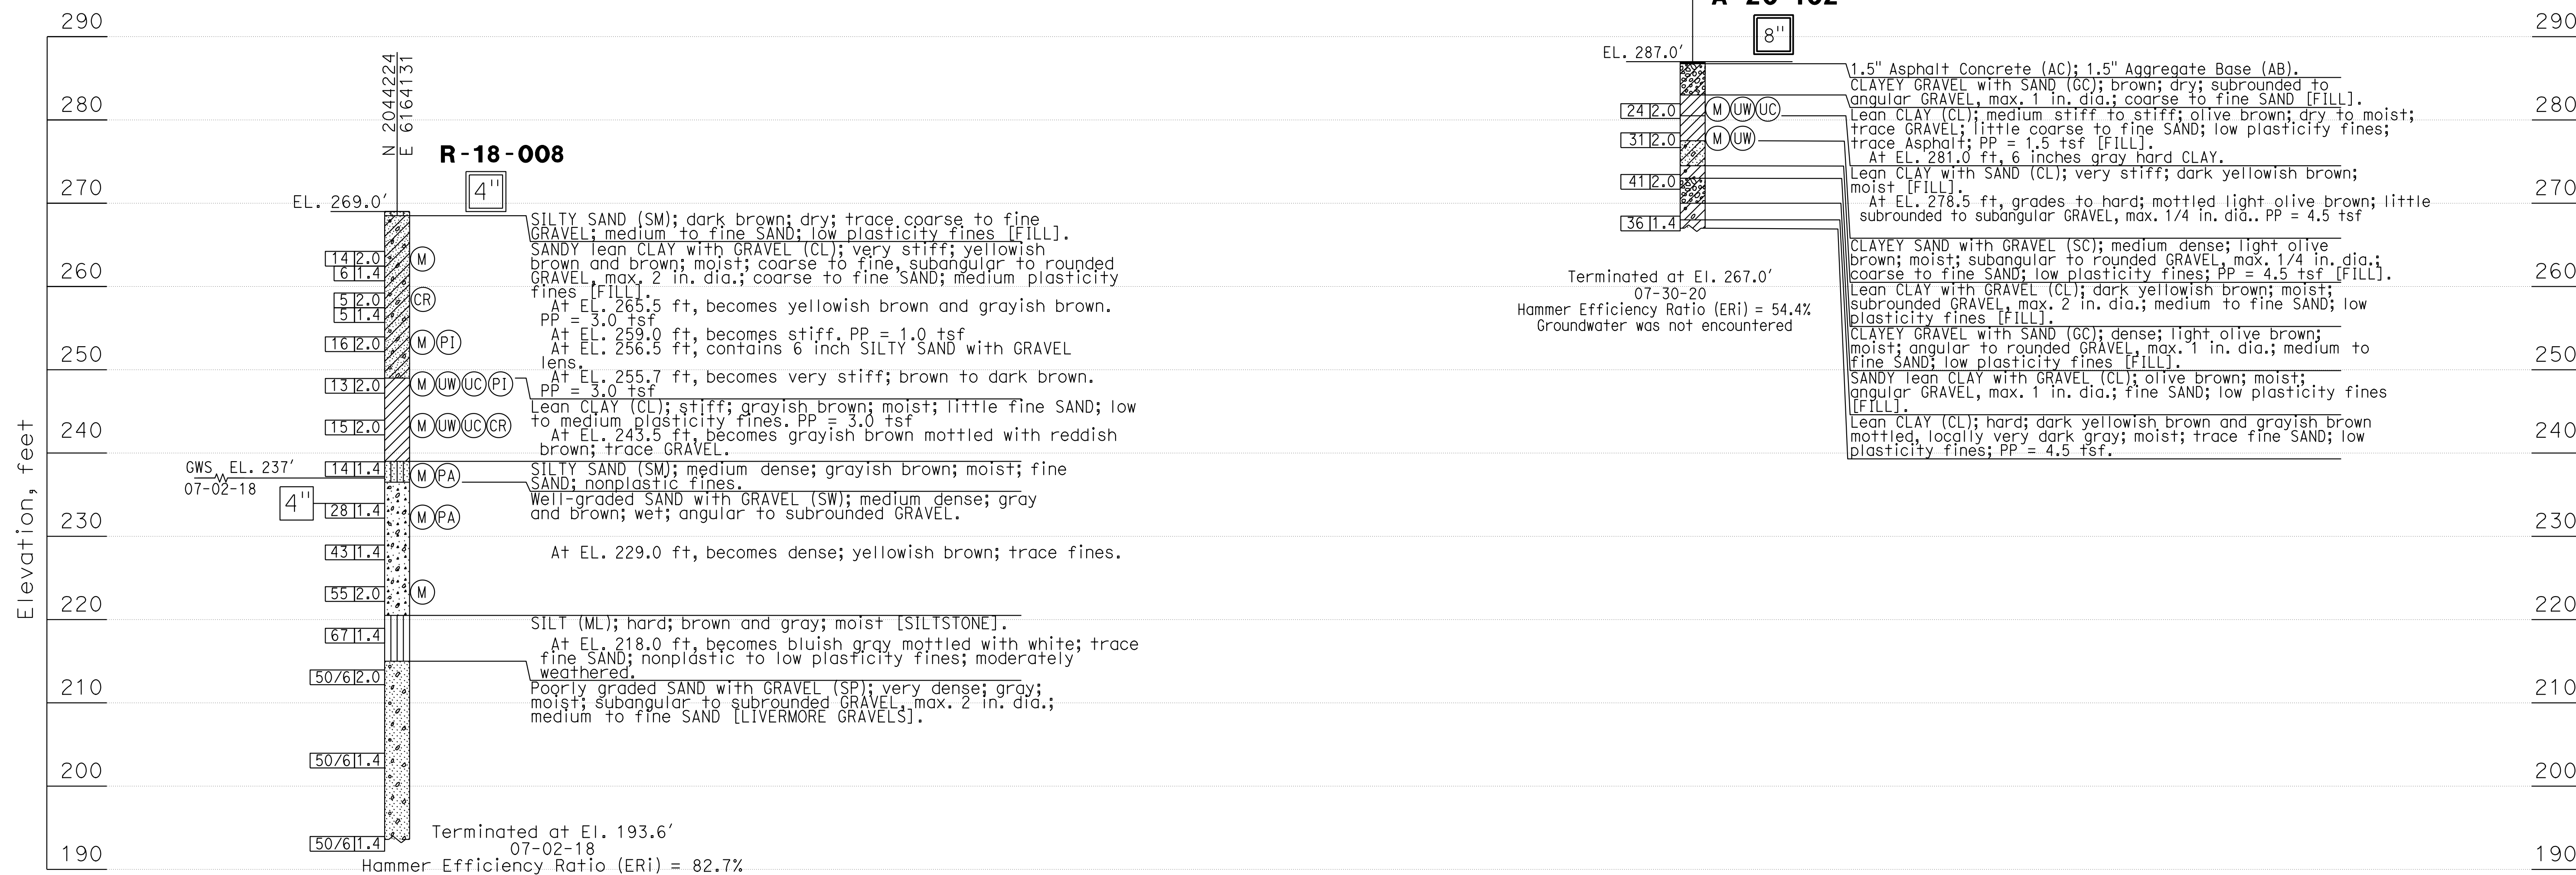 Elevation, feet
290
280
270
260
250
240
230
220
210
200
190
N 2044224
E 6164131
R-18-008
4"
EL. 269.0'
14 2.0
6 1.4
5 2.0
5 1.4
16 2.0
13 2.0
15 2.0
14 1.4
28 1.4
43 1.4
55 2.0
67 1.4
50/6 2.0
50/6 1.4
50/6 1.4
M
CR
M PI
M UW UC PI
M UW UC CR
M PA
M PA
M
GWS EL. 237'
07-02-18
4"
SILTY SAND (SM); dark brown; dry; trace coarse to fine
GRAVEL; medium to fine SAND; low plasticity fines [FILL].
SANDY lean CLAY with GRAVEL (CL); very stiff; yellowish
brown and brown; moist; coarse to fine, subangular to rounded
GRAVEL, max. 2 in. dia.; coarse to fine SAND; medium plasticity
fines [FILL].
At EL. 265.5 ft, becomes yellowish brown and grayish brown.
PP = 3.0 tsf
At EL. 259.0 ft, becomes stiff. PP = 1.0 tsf
At EL. 256.5 ft, contains 6 inch SILTY SAND with GRAVEL
lens.
At EL. 255.7 ft, becomes very stiff; brown to dark brown.
PP = 3.0 tsf
Lean CLAY (CL); stiff; grayish brown; moist; little fine SAND; low
to medium plasticity fines. PP = 3.0 tsf
At EL. 243.5 ft, becomes grayish brown mottled with reddish
brown; trace GRAVEL.
SILTY SAND (SM); medium dense; grayish brown; moist; fine
SAND; nonplastic fines.
Well-graded SAND with GRAVEL (SW); medium dense; gray
and brown; wet; angular to subrounded GRAVEL.
At EL. 229.0 ft, becomes dense; yellowish brown; trace fines.
SILT (ML); hard; brown and gray; moist [SILTSTONE].
At EL. 218.0 ft, becomes bluish gray mottled with white; trace
fine SAND; nonplastic to low plasticity fines; moderately
weathered.
Poorly graded SAND with GRAVEL (SP); very dense; gray;
moist; subangular to subrounded GRAVEL, max. 2 in. dia.;
medium to fine SAND [LIVERMORE GRAVELS].
Terminated at El. 193.6'
07-02-18
Hammer Efficiency Ratio (ERi) = 82.7%
A-20-102
8"
EL. 287.0'
24 2.0
31 2.0
41 2.0
36 1.4
M UW UC
M UW
1.5" Asphalt Concrete (AC); 1.5" Aggregate Base (AB).
CLAYEY GRAVEL with SAND (GC); brown; dry; subrounded to
angular GRAVEL, max. 1 in. dia.; coarse to fine SAND [FILL].
Lean CLAY (CL); medium stiff to stiff; olive brown; dry to moist;
trace GRAVEL; little coarse to fine SAND; low plasticity fines;
trace Asphalt; PP = 1.5 tsf [FILL].
At EL. 281.0 ft, 6 inches gray hard CLAY.
Lean CLAY with SAND (CL); very stiff; dark yellowish brown;
moist [FILL].
At EL. 278.5 ft, grades to hard; mottled light olive brown; little
subrounded to subangular GRAVEL, max. 1/4 in. dia.. PP = 4.5 tsf
CLAYEY SAND with GRAVEL (SC); medium dense; light olive
brown; moist; subangular to rounded GRAVEL, max. 1/4 in. dia.;
coarse to fine SAND; low plastic fines; PP = 4.5 tsf [FILL].
Lean CLAY with GRAVEL (CL); dark yellowish brown; moist;
subrounded GRAVEL, max. 2 in. dia.; medium to fine SAND; low
plasticity fines [FILL].
CLAYEY GRAVEL with SAND (GC); dense; light olive brown;
moist; angular to rounded GRAVEL, max. 1 in. dia.; medium to
fine SAND; low plasticity fines [FILL].
SANDY lean CLAY with GRAVEL (CL); olive brown; moist;
angular GRAVEL, max. 1 in. dia.; fine SAND; low plasticity fines
[FILL].
Lean CLAY (CL); hard; dark yellowish brown and grayish brown
mottled, locally very dark gray; moist; trace fine SAND; low
plasticity fines; PP = 4.5 tsf.
Terminated at El. 267.0'
07-30-20
Hammer Efficiency Ratio (ERi) = 54.4%
Groundwater was not encountered
290
280
270
260
250
240
230
220
210
200
190